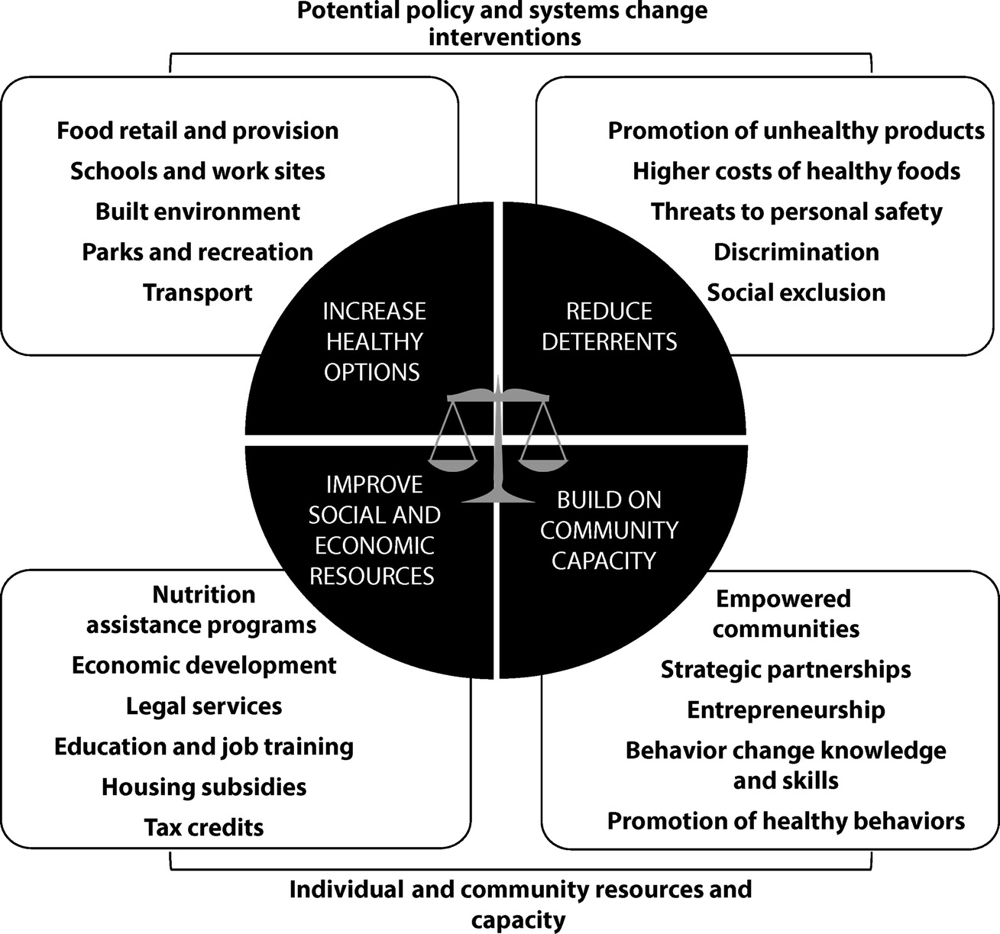 Potential policy and systems change
interventions
Food retail and provision
Schools and work sites
Built environment
Parks and recreation
Transport
Promotion of unhealthy products
Higher costs of healthy foods
Threats to personal safety
Discrimination
Social exclusion
INCREASE
HEALTHY
OPTIONS
REDUCE
DETERRENTS
IMPROVE
SOCIAL AND
ECONOMIC
RESOURCES
BUILD ON
COMMUNITY
CAPACITY
Nutrition
assistance programs
Economic development
Legal services
Education and job training
Housing subsidies
Tax credits
Empowered
communities
Strategic partnerships
Entrepreneurship
Behavior change knowledge
and skills
Promotion of healthy behaviors
Individual and community resources and
capacity